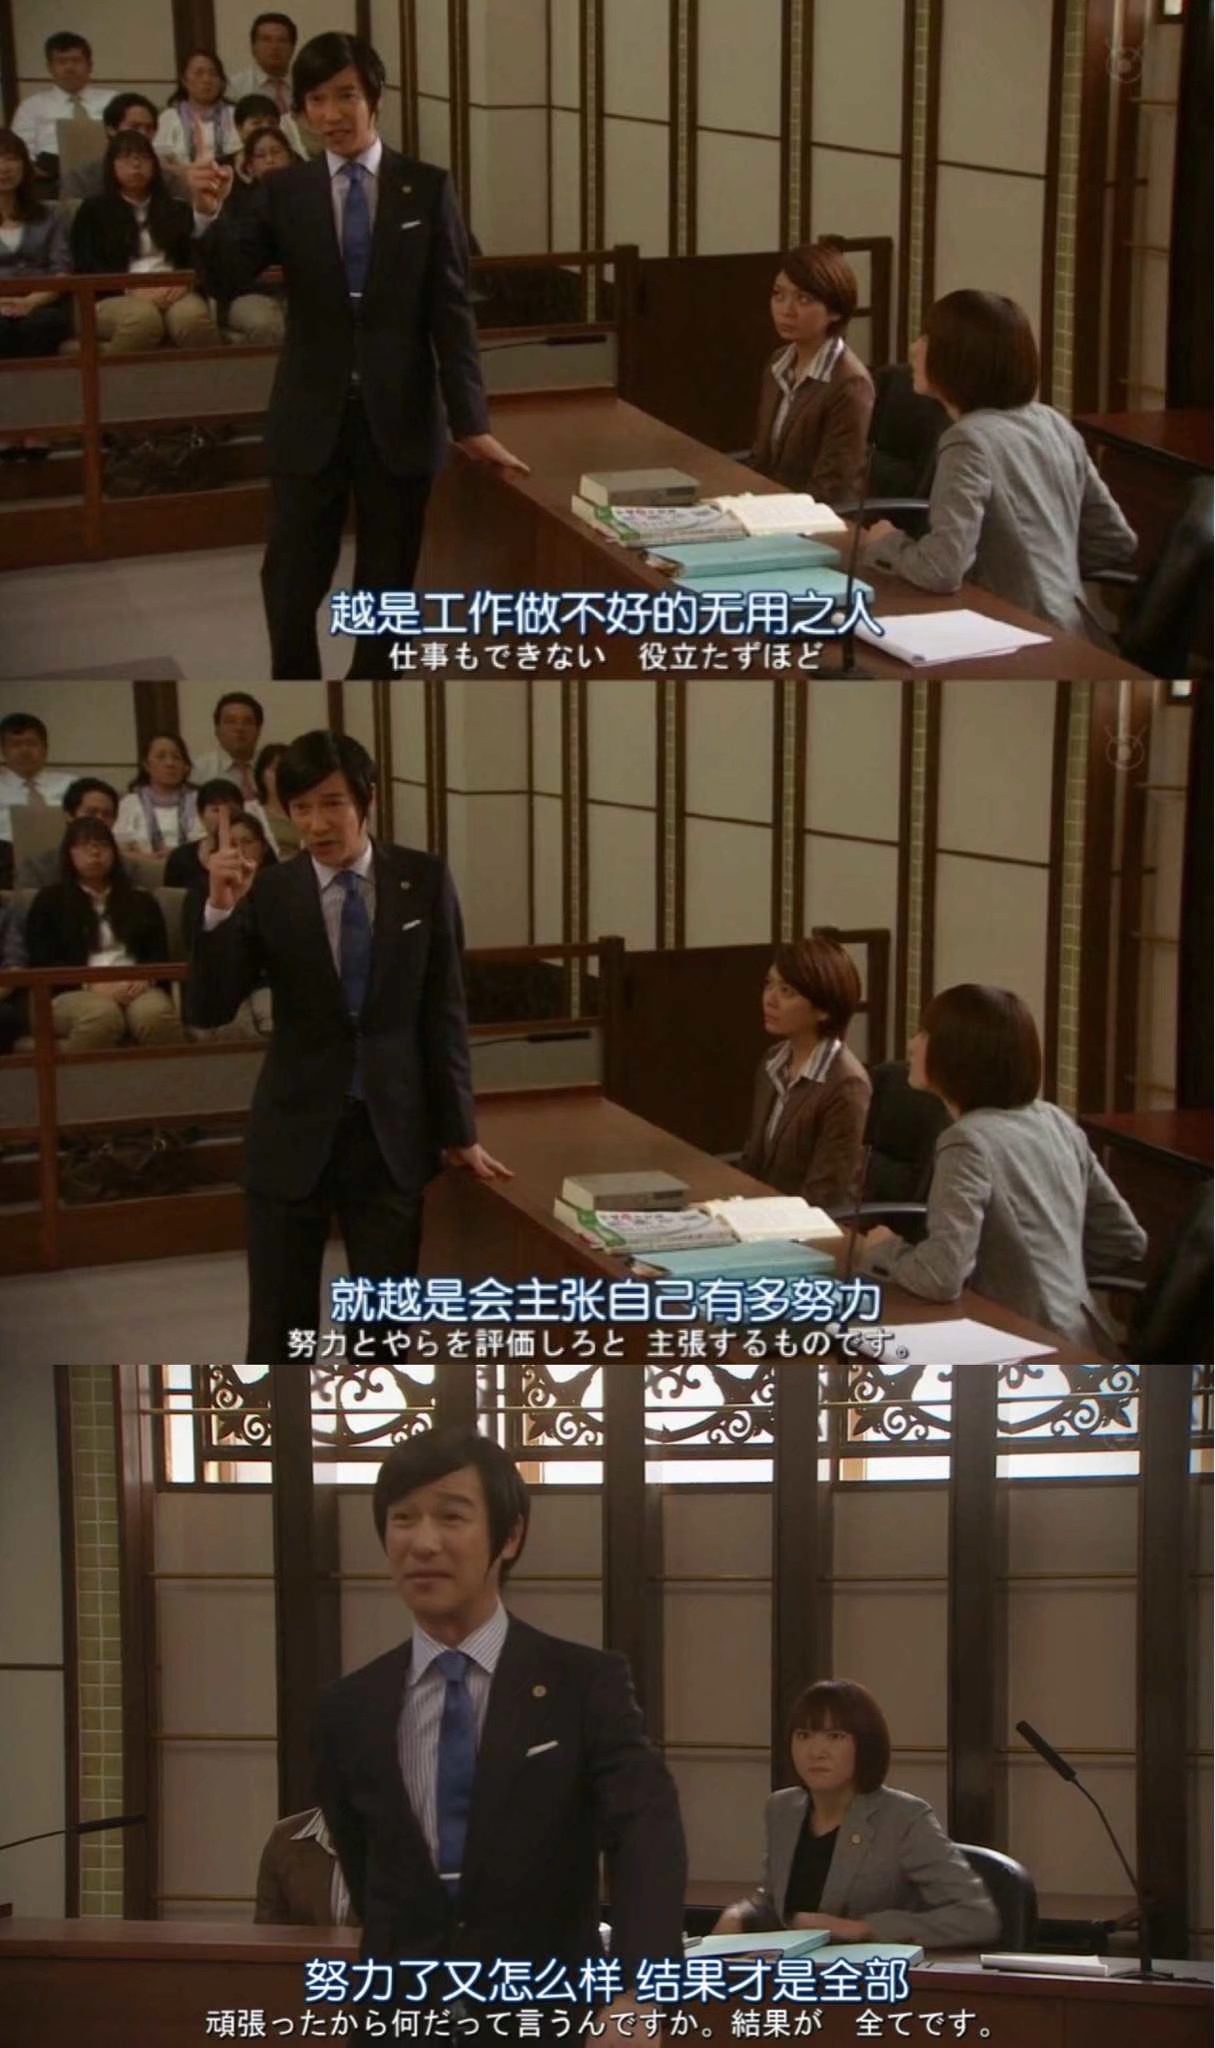 越是工作做不好的无用之人
仕事もできない　役立たずほど
就越是会主张自己有多努力
努力とやらを評価しろと 主張するものです。
努力了又怎么样 结果才是全部
頑張ったから何だって言うんですか。結果が　全てです。